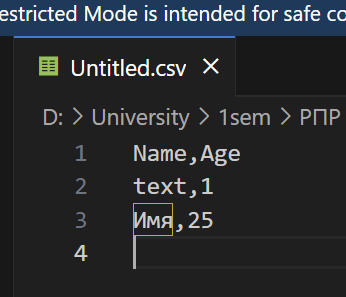 estricted Mode is intended for safe co
Untitled.csv
D: > University > 1sem > РПР
1 Name,Age
2 text,1
3 Имя,25
4